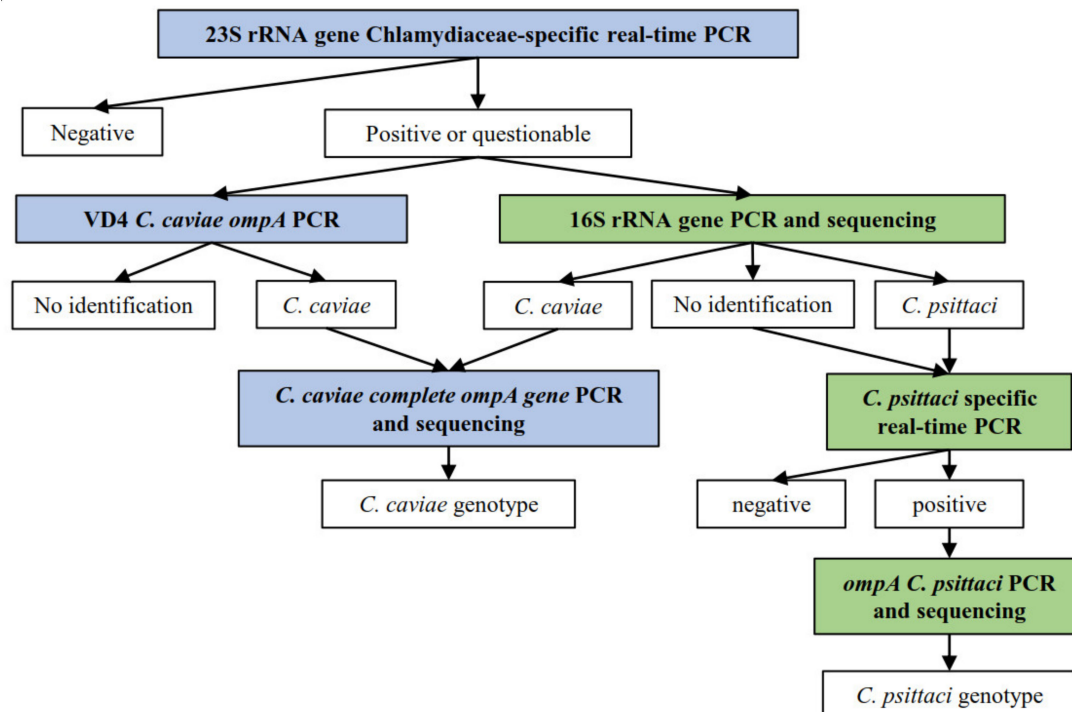 23S rRNA gene Chlamydiaceae-specific real-time PCR
Negative
Positive or questionable
VD4 C. caviae ompA PCR
16S rRNA gene PCR and sequencing
No identification
C. caviae
C. caviae
No identification
C. psittaci
C. caviae complete ompA gene PCR
and sequencing
C. psittaci specific
real-time PCR
C. caviae genotype
negative
positive
ompA C. psittaci PCR
and sequencing
C. psittaci genotype